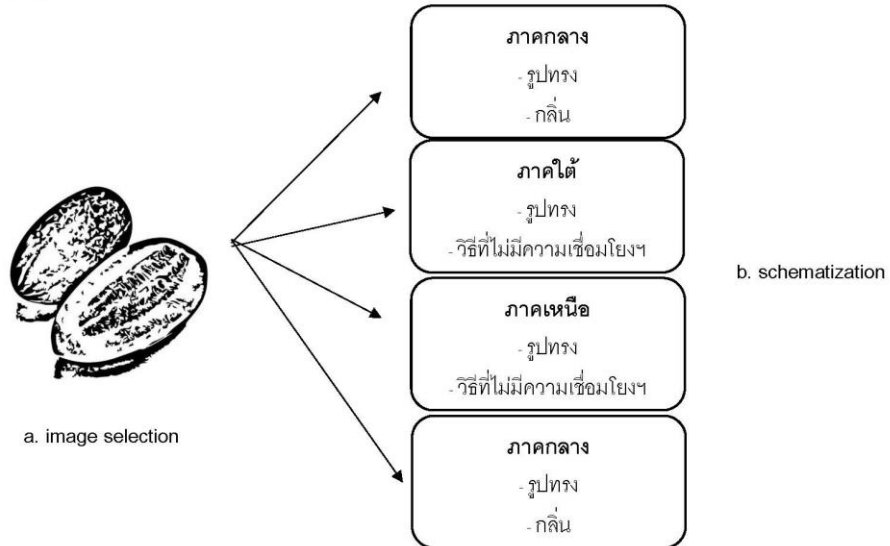 ภาคกลาง
- รูปทรง
- กลิ่น
ภาคใต้
- รูปทรง
- วิธีที่ไม่มีความเชื่อมโยงฯ
b. schematization
ภาคเหนือ
- รูปทรง
- วิธีที่ไม่มีความเชื่อมโยงฯ
a. image selection
ภาคกลาง
- รูปทรง
- กลิ่น